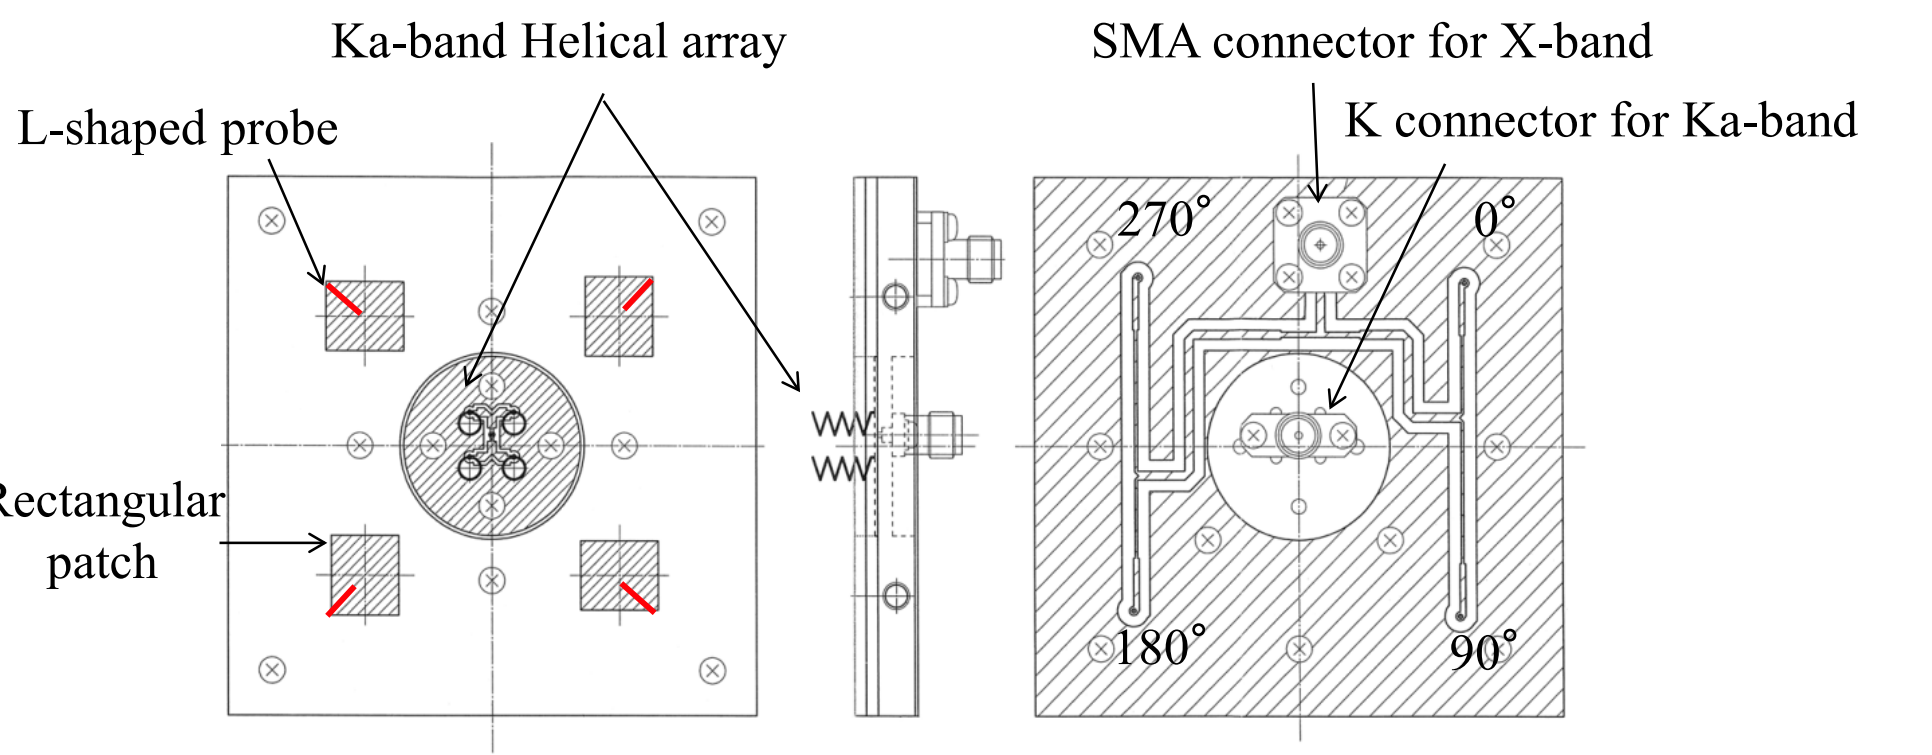 Ka-band Helical array
SMA connector for X-band
L-shaped probe
K connector for Ka-band
270°
0°
Rectangular
patch
180°
90°